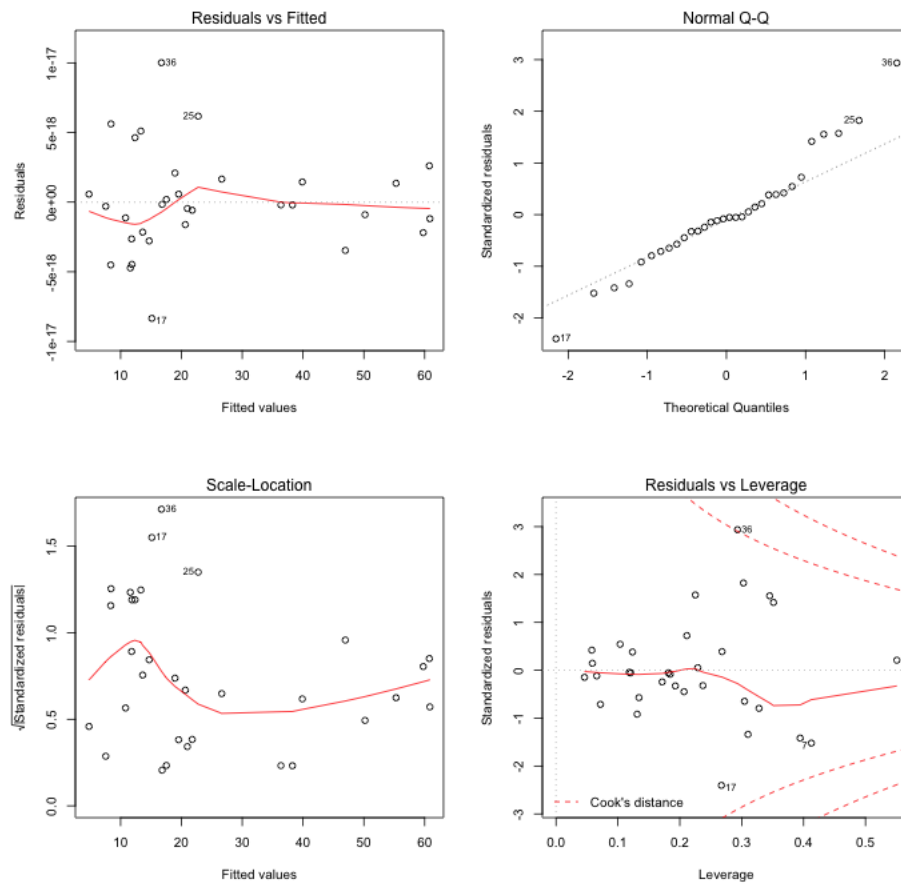 Residuals vs Fitted
Residuals
1e-17
5e-18
0e+00
-5e-18
-1e-17
36
25
17
10 20 30 40 50 60
Fitted values
Normal Q-Q
Standardized residuals
3
2
1
0
-1
-2
36
25
17
-2 -1 0 1 2
Theoretical Quantiles
Scale-Location
√|Standardized residuals|
1.5
1.0
0.5
0.0
36
17
25
10 20 30 40 50 60
Fitted values
Residuals vs Leverage
Standardized residuals
3
2
1
0
-1
-2
-3
36
7
17
Cook's distance
0.0 0.1 0.2 0.3 0.4 0.5
Leverage